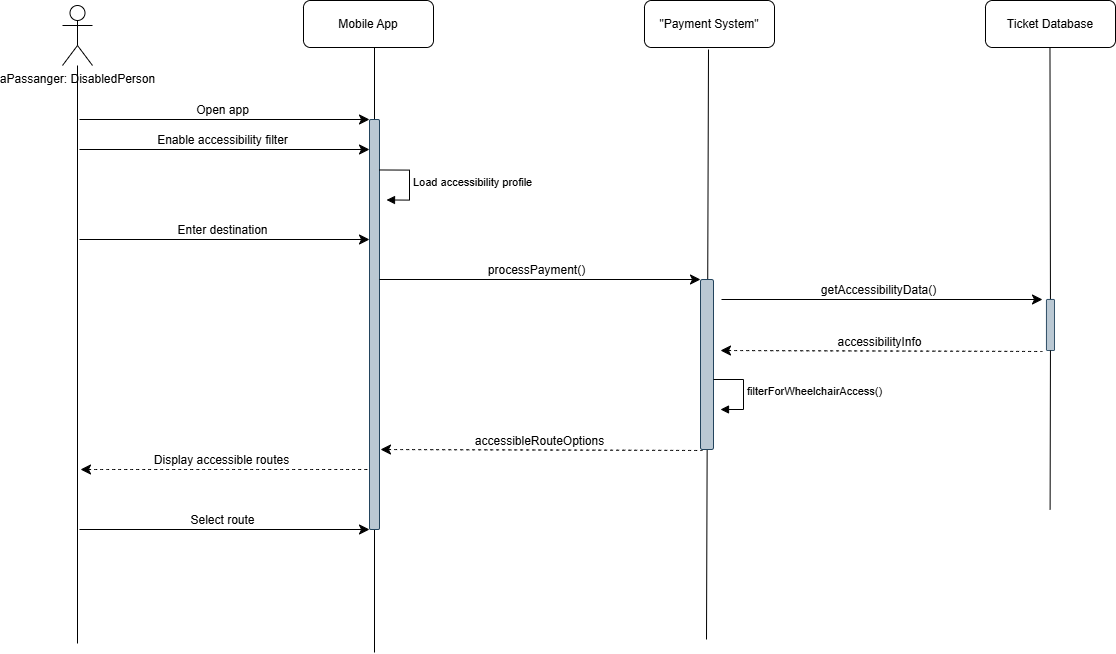 Mobile App
"Payment System"
Ticket Database
aPassanger: DisabledPerson
Open app
Enable accessibility filter
Load accessibility profile
Enter destination
processPayment()
getAccessibilityData()
accessibilityInfo
filterForWheelchairAccess()
accessibleRouteOptions
Display accessible routes
Select route